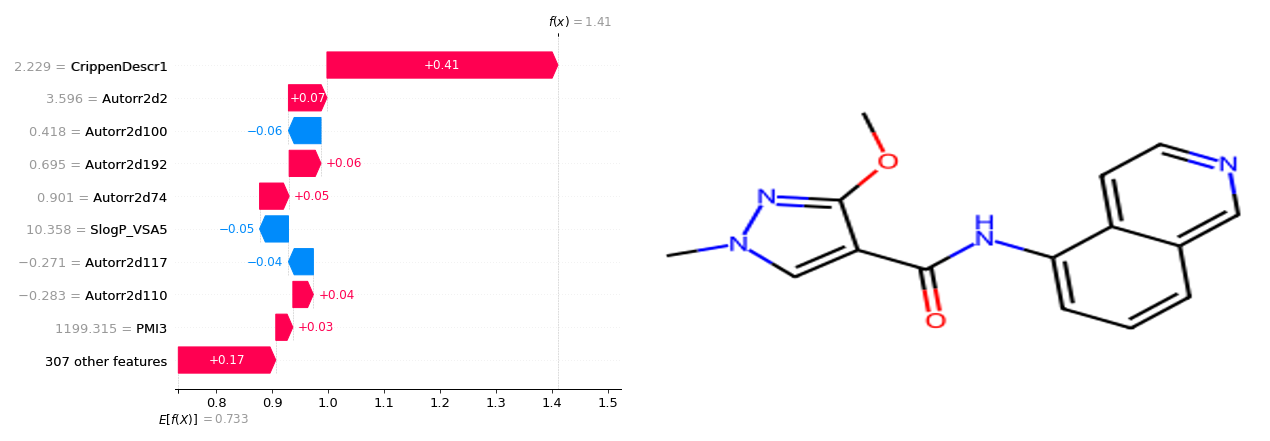 f(x) = 1.41
2.229 = CrippenDescr1
+0.41
3.596 = Autorr2d2
+0.07
0.418 = Autorr2d100
−0.06
0.695 = Autorr2d192
+0.06
0.901 = Autorr2d74
+0.05
10.358 = SlogP_VSA5
−0.05
−0.271 = Autorr2d117
−0.04
−0.283 = Autorr2d110
+0.04
1199.315 = PMI3
+0.03
307 other features
+0.17
0.8 0.9 1.0 1.1 1.2 1.3 1.4 1.5
E[f(X)] = 0.733
O
N
N
N
H
N
O